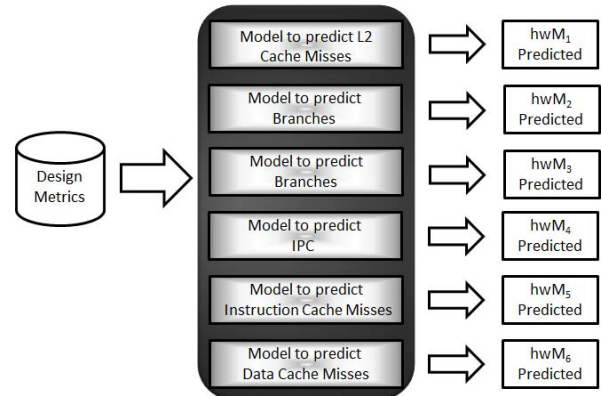 Design
Metrics
Model to predict L2
Cache Misses
hwM₁
Predicted
Model to predict
Branches
hwM₂
Predicted
Model to predict
Branches
hwM₃
Predicted
Model to predict
IPC
hwM₄
Predicted
Model to predict
Instruction Cache Misses
hwM₅
Predicted
Model to predict
Data Cache Misses
hwM₆
Predicted